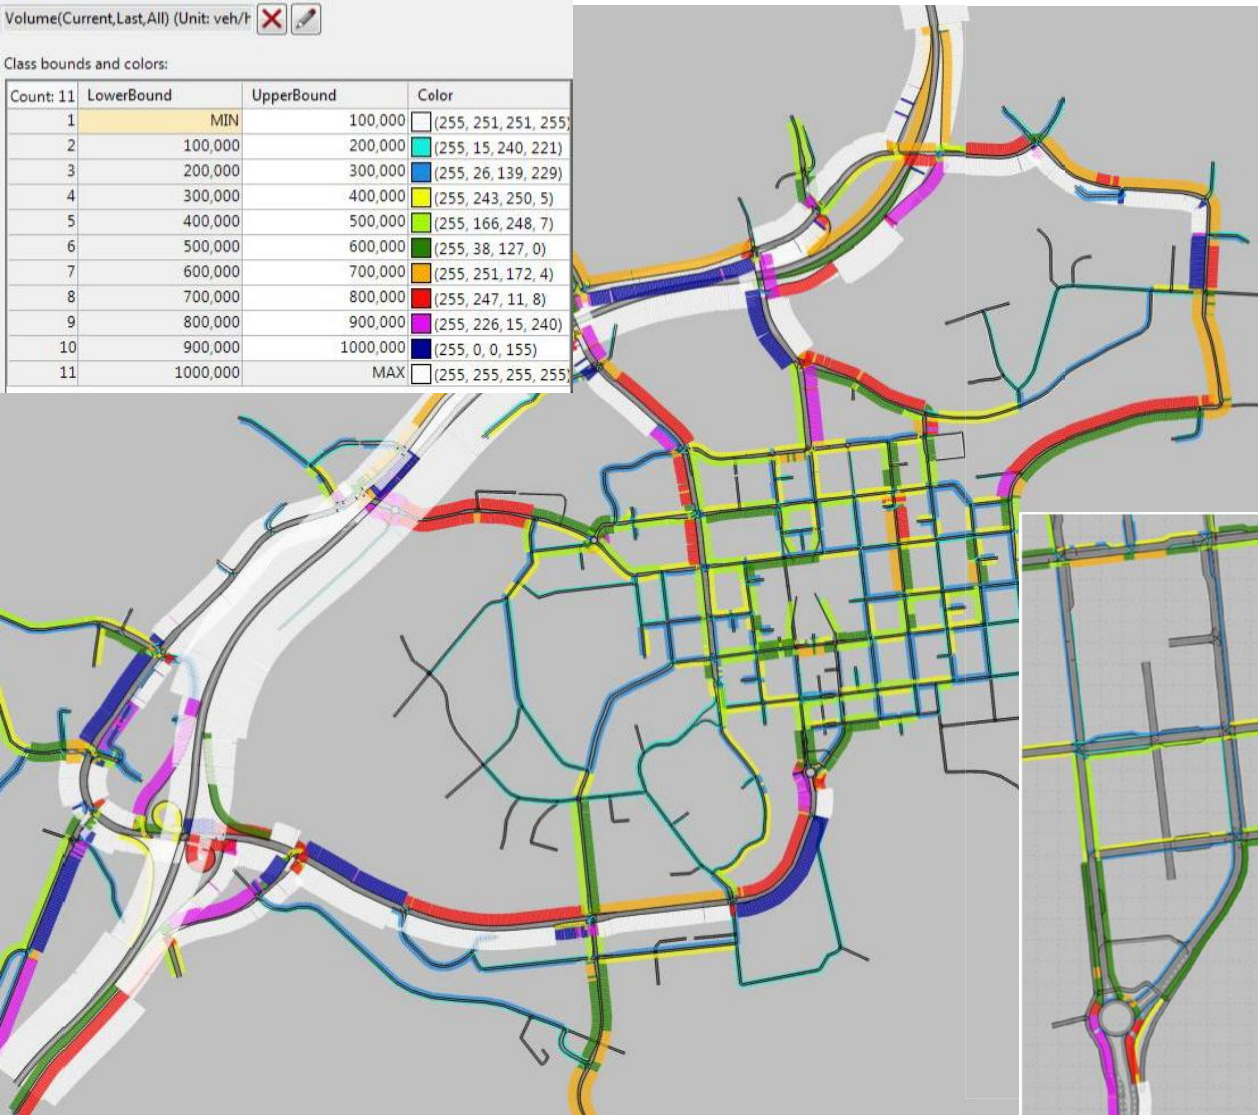 Volume(Current,Last,All) (Unit: veh/h
Class bounds and colors:
Count: 11 LowerBound UpperBound Color
1 MIN 100,000 (255, 251, 251, 255)
2 100,000 200,000 (255, 15, 240, 221)
3 200,000 300,000 (255, 26, 139, 229)
4 300,000 400,000 (255, 243, 250, 5)
5 400,000 500,000 (255, 166, 248, 7)
6 500,000 600,000 (255, 38, 127, 0)
7 600,000 700,000 (255, 251, 172, 4)
8 700,000 800,000 (255, 247, 11, 8)
9 800,000 900,000 (255, 226, 15, 240)
10 900,000 1000,000 (255, 0, 0, 155)
11 1000,000 MAX (255, 255, 255, 255)